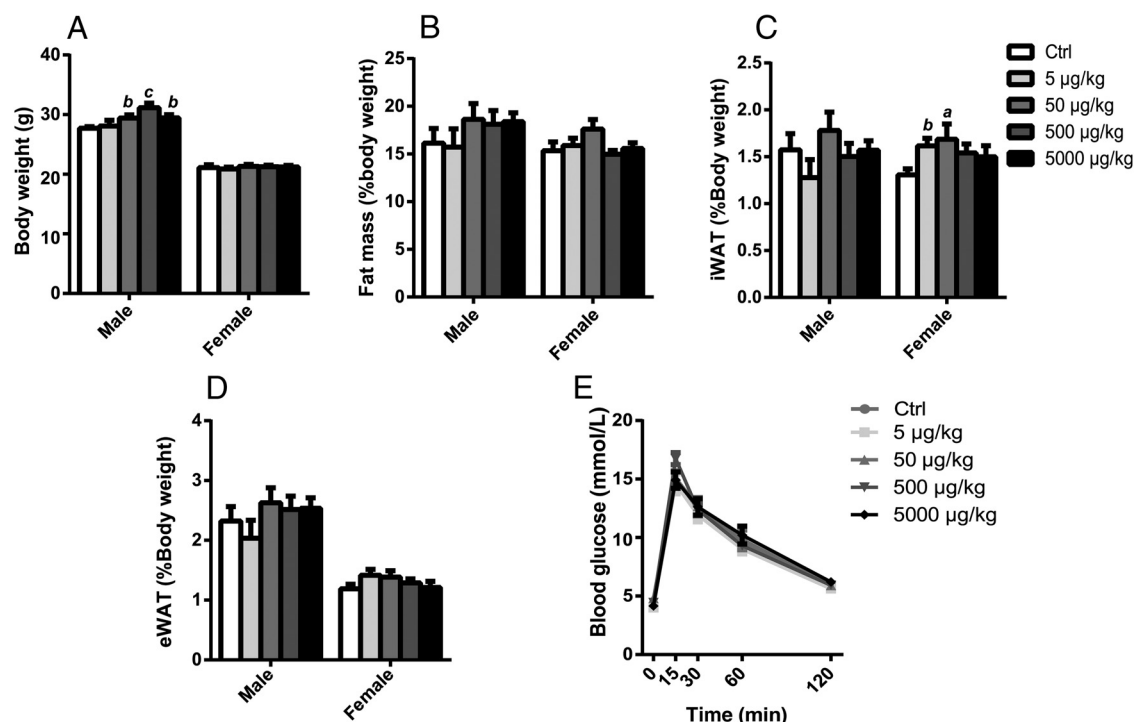 A
Body weight (g)
40
30
20
10
0
b
c
b
Male
Female
B
Fat mass (%body weight)
25
20
15
10
5
0
Male
Female
C
iWAT (%Body weight)
2.5
2.0
1.5
1.0
0.5
0.0
b
a
Male
Female
Ctrl
5 µg/kg
50 µg/kg
500 µg/kg
5000 µg/kg
D
eWAT (%Body weight)
4
3
2
1
0
Male
Female
E
Blood glucose (mmol/L)
20
15
10
5
0
0
15
30
60
120
Time (min)
Ctrl
5 µg/kg
50 µg/kg
500 µg/kg
5000 µg/kg